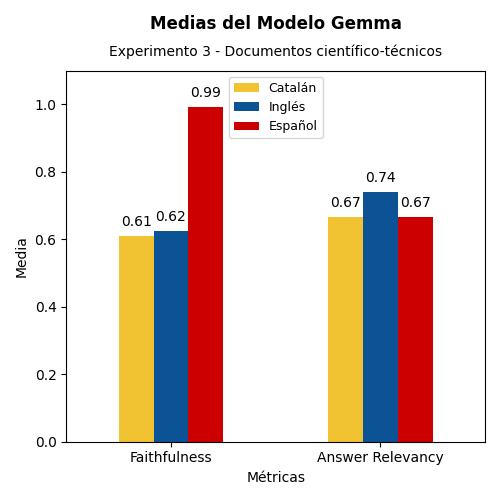 Medias del Modelo Gemma
Experimento 3 - Documentos científico-técnicos
Catalán
Inglés
Español
0.99
0.61
0.62
0.67
0.74
0.67
1.0
0.8
0.6
0.4
0.2
0.0
Media
Faithfulness
Answer Relevancy
Métricas